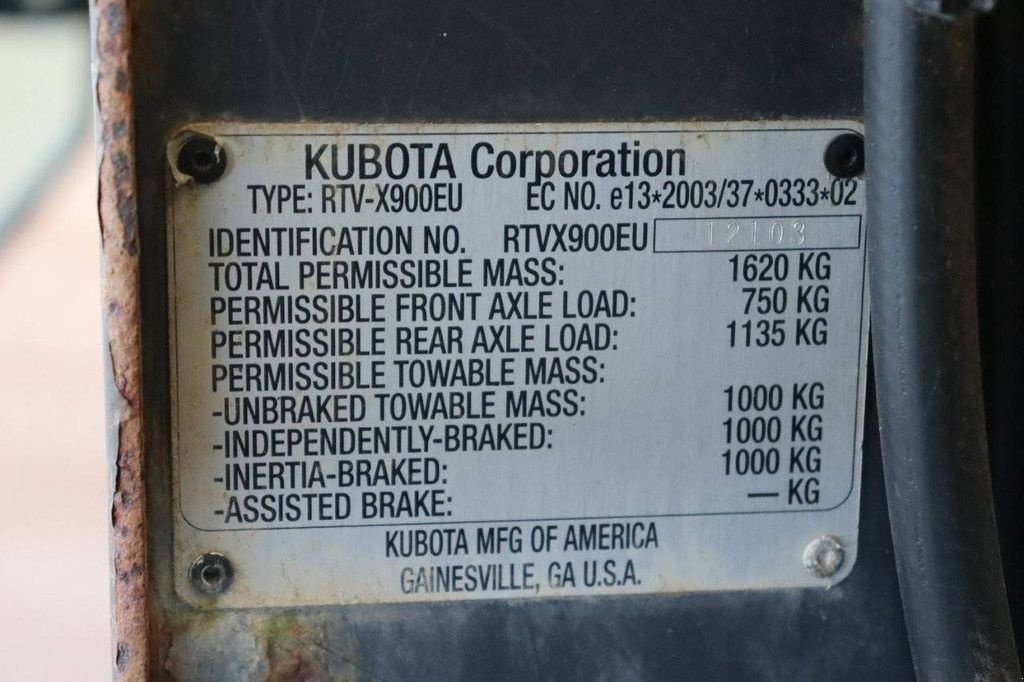 KUBOTA Corporation
TYPE: RTV-X900EU EC NO. e13*2003/37*0333*02
IDENTIFICATION NO. RTVX900EU 12103
TOTAL PERMISSIBLE MASS: 1620 KG
PERMISSIBLE FRONT AXLE LOAD: 750 KG
PERMISSIBLE REAR AXLE LOAD: 1135 KG
PERMISSIBLE TOWABLE MASS:
-UNBRAKED TOWABLE MASS: 1000 KG
-INDEPENDENTLY-BRAKED: 1000 KG
-INERTIA-BRAKED: 1000 KG
-ASSISTED BRAKE: — KG
KUBOTA MFG OF AMERICA
GAINESVILLE, GA U.S.A.